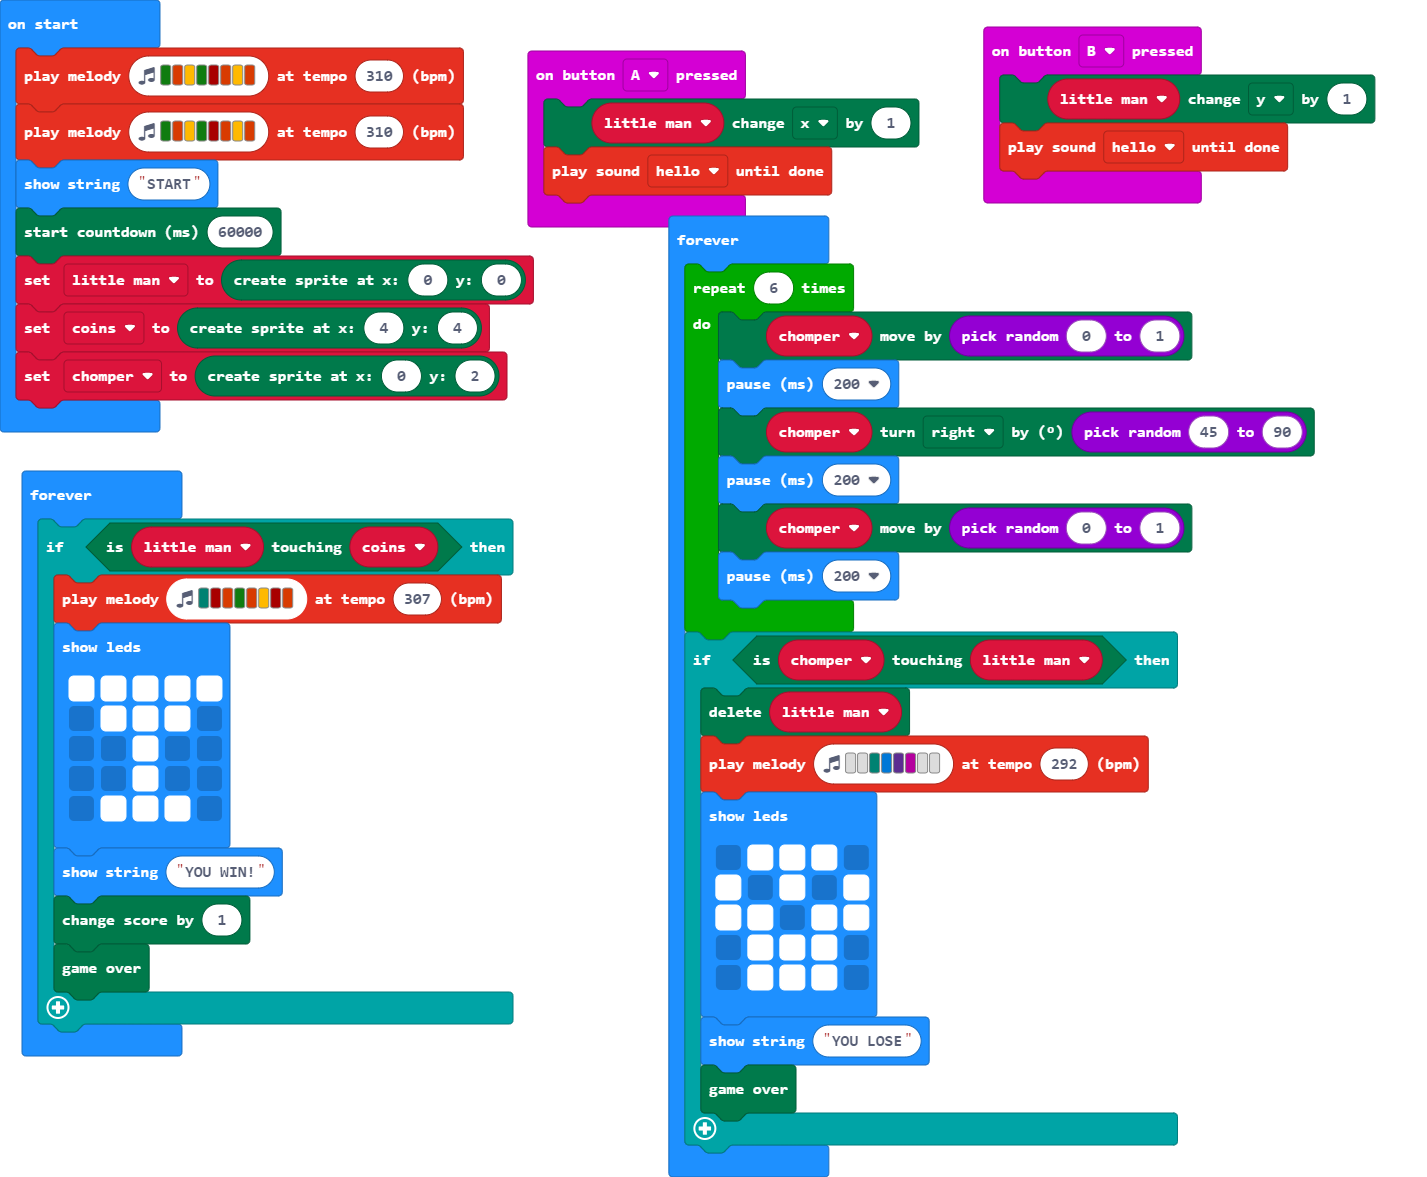 on start
play melody at tempo 310 (bpm)
play melody at tempo 310 (bpm)
show string "START"
start countdown (ms) 60000
set little man to create sprite at x: 0 y: 0
set coins to create sprite at x: 4 y: 4
set chomper to create sprite at x: 0 y: 2
on button A pressed
little man change x by 1
play sound hello until done
on button B pressed
little man change y by 1
play sound hello until done
forever
if is little man touching coins then
play melody at tempo 307 (bpm)
show leds
show string "YOU WIN!"
change score by 1
game over
forever
repeat 6 times
do
chomper move by pick random 0 to 1
pause (ms) 200
chomper turn right by (º) pick random 45 to 90
pause (ms) 200
chomper move by pick random 0 to 1
pause (ms) 200
if is chomper touching little man then
delete little man
play melody at tempo 292 (bpm)
show leds
show string "YOU LOSE"
game over